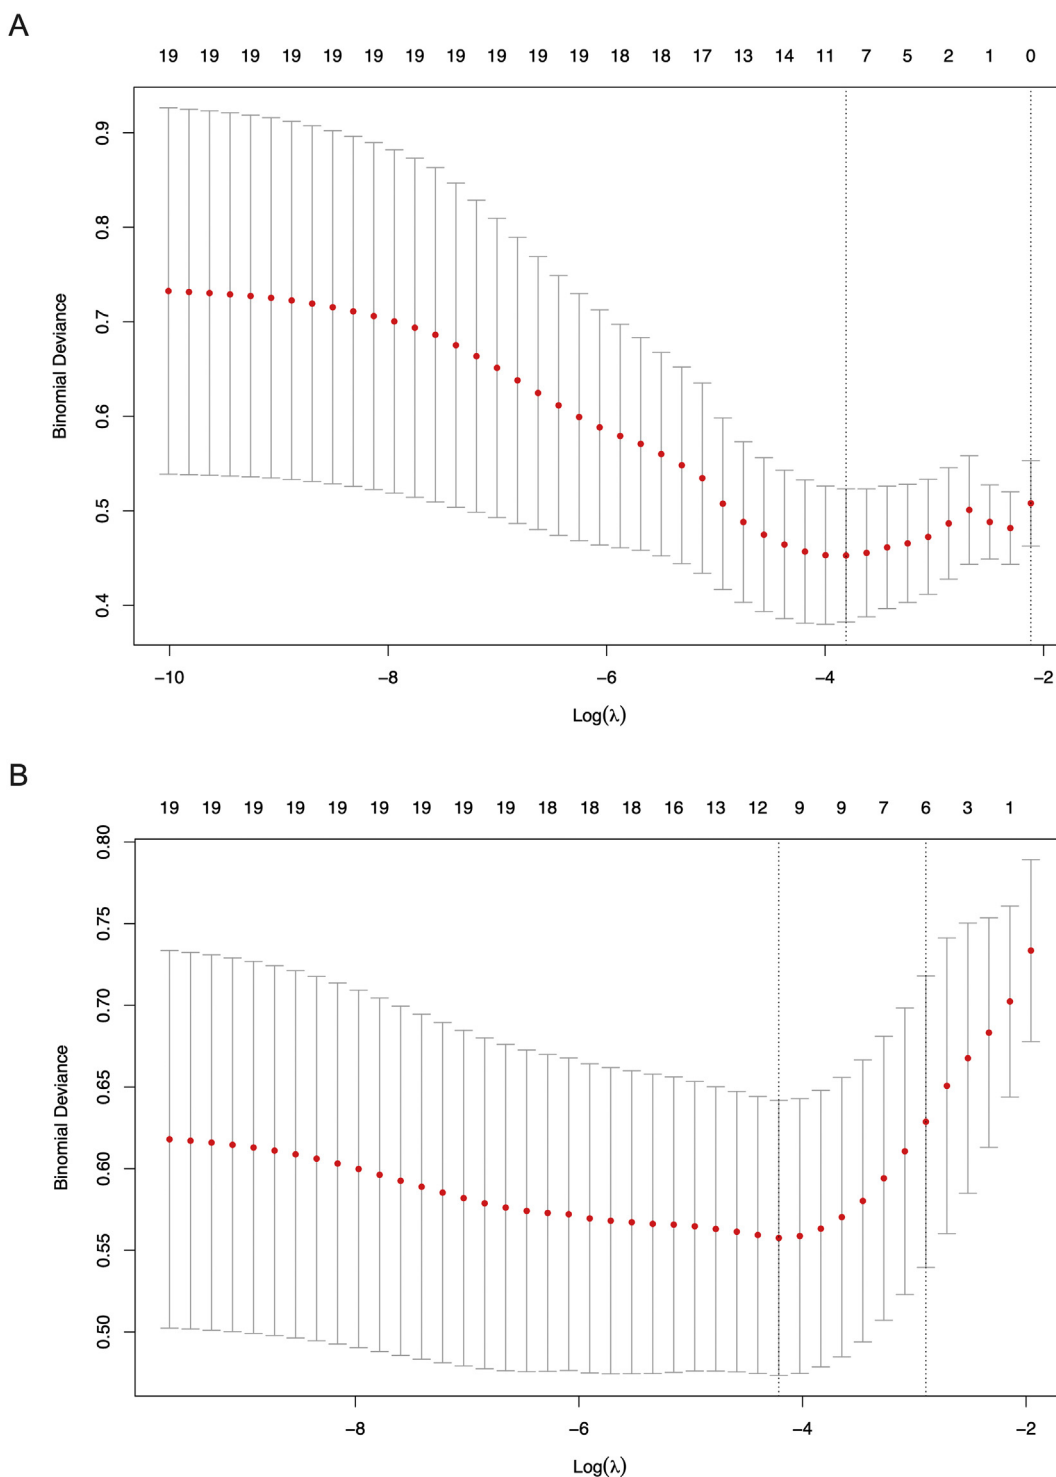 A
19 19 19 19 19 19 19 19 19 19 19 18 18 17 13 14 11 7 5 2 1 0
0.9
0.8
0.7
0.6
0.5
0.4
Binomial Deviance
−10 −8 −6 −4 −2
Log(λ)
B
19 19 19 19 19 19 19 19 19 18 18 18 16 13 12 9 9 7 6 3 1
0.80
0.75
0.70
0.65
0.60
0.55
0.50
Binomial Deviance
−8 −6 −4 −2
Log(λ)